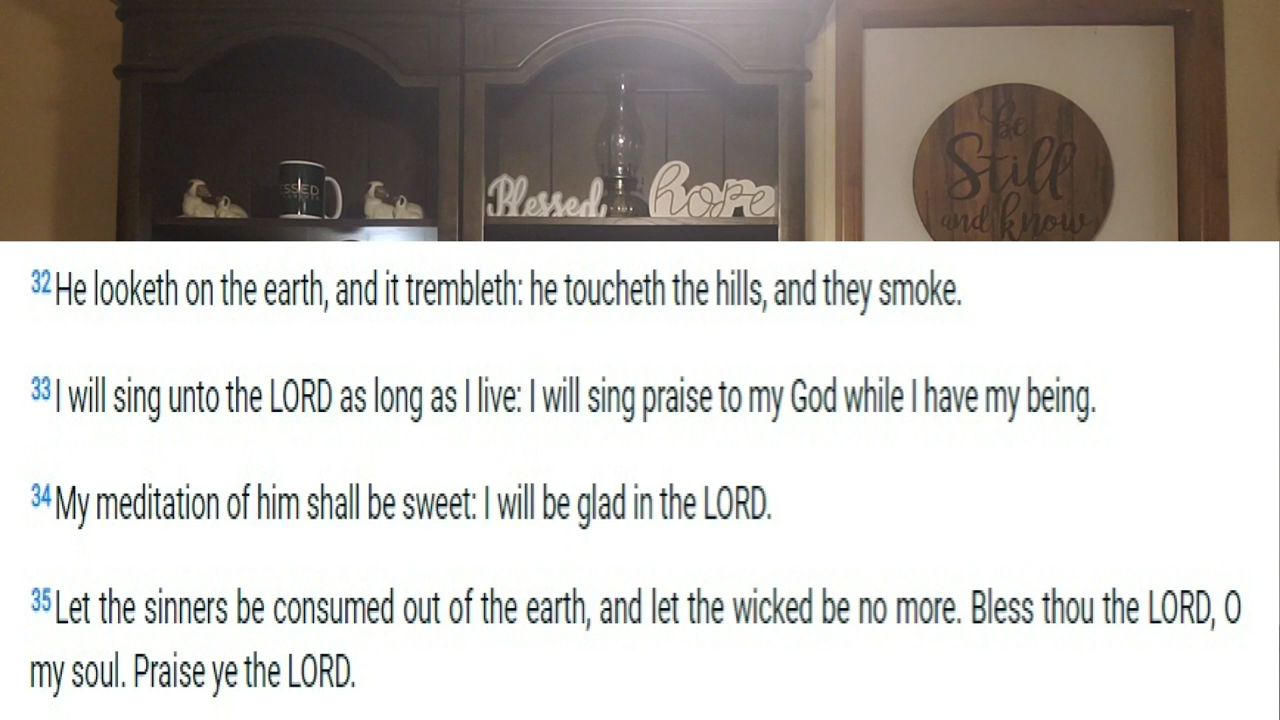 ESSED
Blessed
hope
be
Still
and know
32 He looketh on the earth, and it trembleth: he toucheth the hills, and they smoke.
33 I will sing unto the LORD as long as I live: I will sing praise to my God while I have my being.
34 My meditation of him shall be sweet: I will be glad in the LORD.
35 Let the sinners be consumed out of the earth, and let the wicked be no more. Bless thou the LORD, O
my soul. Praise ye the LORD.